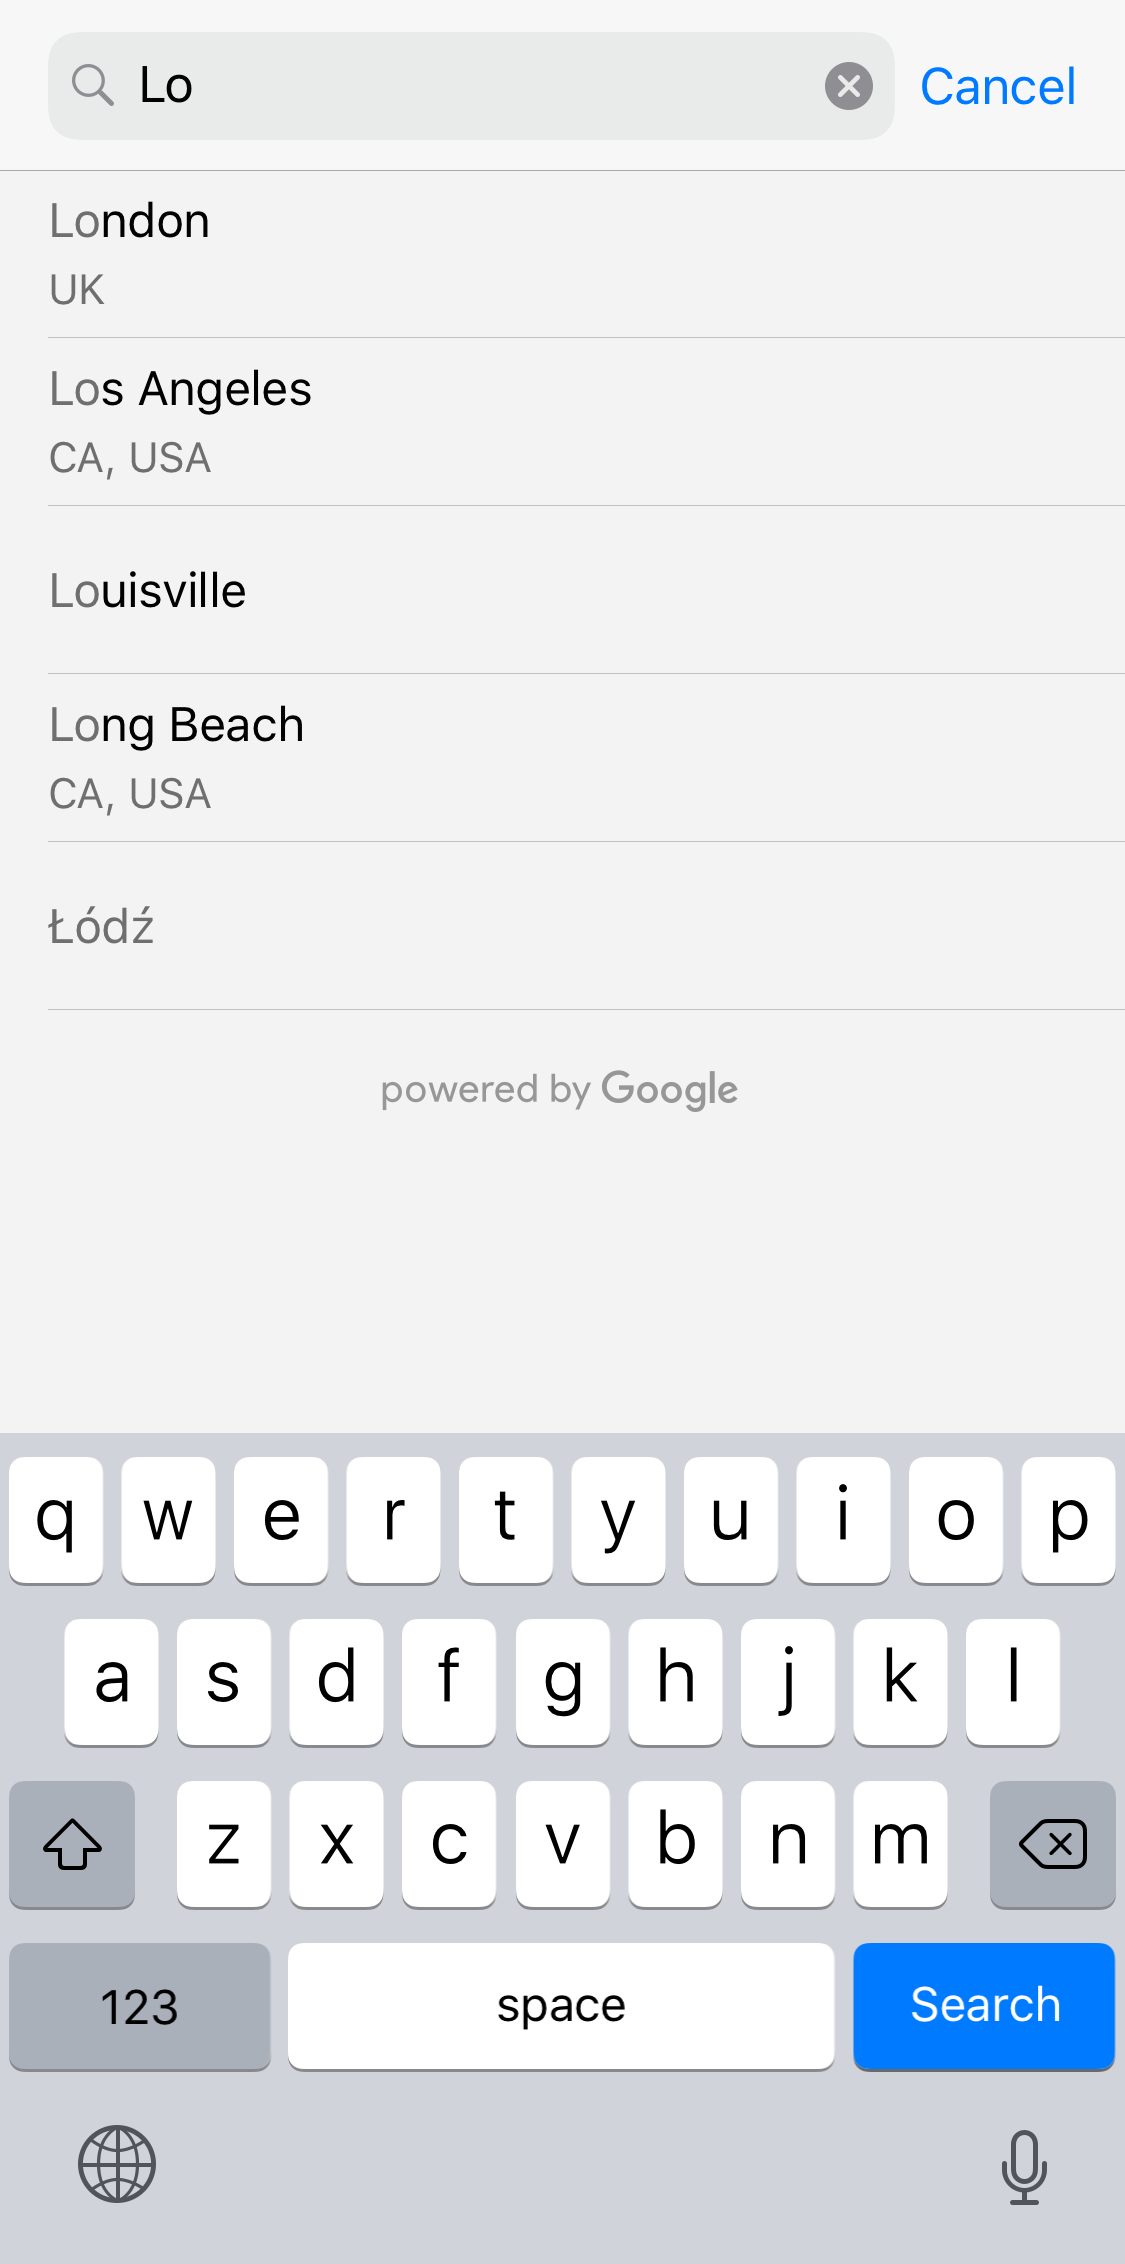 Lo
Cancel
London
UK
Los Angeles
CA, USA
Louisville
Long Beach
CA, USA
Łódź
powered by Google
q w e r t y u i o p
a s d f g h j k l
z x c v b n m
123 space Search